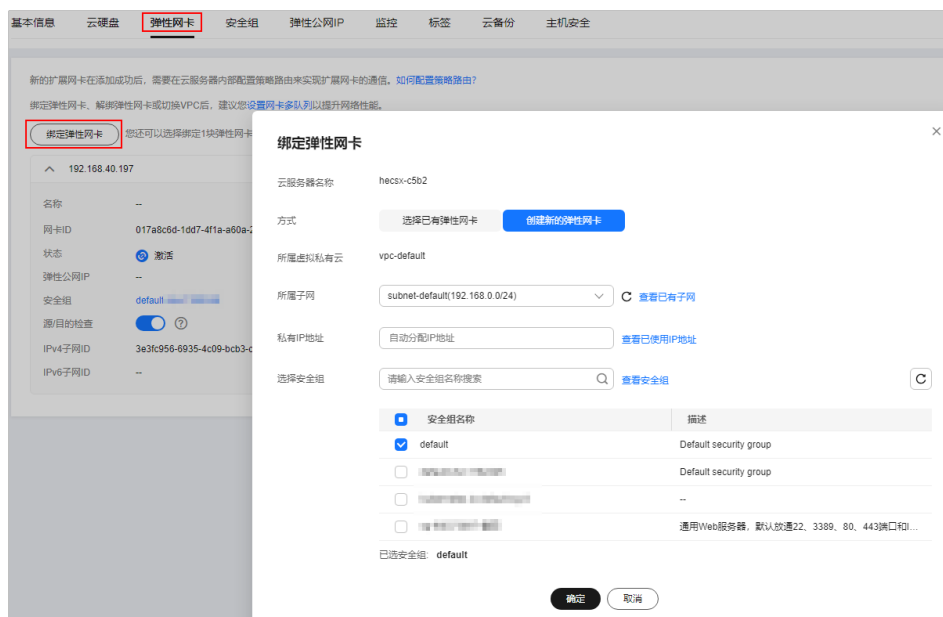 基本信息 云硬盘 弹性网卡 安全组 弹性公网IP 监控 标签 云备份 主机安全
新的扩展网卡在添加成功后，需要在云服务器内部配置策略路由来实现扩展网卡的通信。如何配置策略路由?
绑定弹性网卡、解绑弹性网卡或切换VPC后，建议您设置网卡多队列以提升网络性能。
绑定弹性网卡 您还可以选择绑定1块弹性网卡
192.168.40.197
名称 --
网卡ID 017a8c6d-1dd7-4f1a-a60a-2
状态 激活
弹性公网IP --
安全组 default
源/目的检查
IPv4子网ID 3e3fc956-6935-4c09-bcb3-c
IPv6子网ID --
绑定弹性网卡
云服务器名称 hecsx-c5b2
方式 选择已有弹性网卡 创建新的弹性网卡
所属虚拟私有云 vpc-default
所属子网 subnet-default(192.168.0.0/24) 查看已有子网
私有IP地址 自动分配IP地址 查看已使用IP地址
选择安全组 请输入安全组名称搜索 查看安全组
安全组名称 描述
default Default security group
Default security group
--
通用Web服务器，默认放通22、3389、80、443端口和I...
已选安全组: default
确定 取消